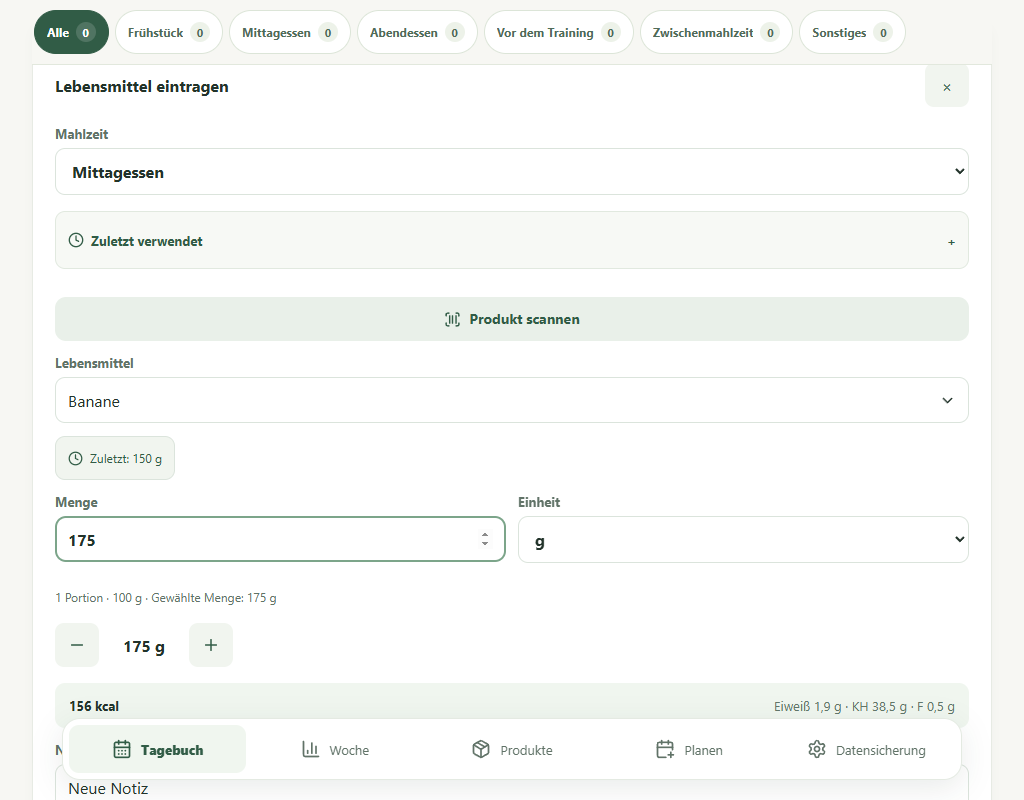 Alle 0 Frühstück 0 Mittagessen 0 Abendessen 0 Vor dem Training 0 Zwischenmahlzeit 0 Sonstiges 0
Lebensmittel eintragen
×
Mahlzeit
Mittagessen
Zuletzt verwendet +
Produkt scannen
Lebensmittel
Banane
Zuletzt: 150 g
Menge Einheit
175 g
1 Portion · 100 g · Gewählte Menge: 175 g
− 175 g +
156 kcal Eiweiß 1,9 g · KH 38,5 g · F 0,5 g
Tagebuch Woche Produkte Planen Datensicherung
Neue Notiz